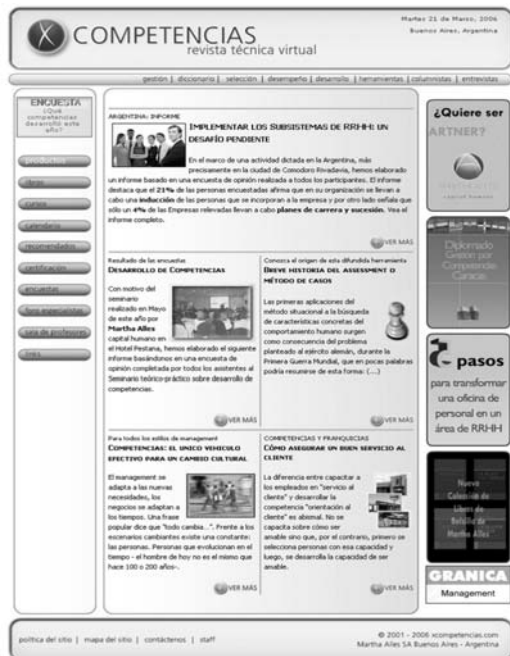 X COMPETENCIAS
revista técnica virtual
Martes 21 de Marzo, 2006
Buenos Aires, Argentina
gestión | diccionario | selección | desempeño | desarrollo | herramientas | columnistas | entrevistas
ENCUESTA
¿Qué
competencias
desarrolló este
año?
productos
libros
cursos
calendario
recomendados
certificación
encuestas
foro especialistas
sala de profesores
links
ARGENTINA: INFORME
IMPLEMENTAR LOS SUBSISTEMAS DE RRHH: UN
DESAFÍO PENDIENTE
En el marco de una actividad dictada en la Argentina, más
precisamente en la ciudad de Comodoro Rivadavia, hemos elaborado
un informe basado en una encuesta de opinión realizada a todos los participantes. El informe
destaca que el 21% de las personas encuestadas afirma que en su organización se llevan a
cabo una inducción de las personas que se incorporan a la empresa y por otro lado señala que
sólo un 4% de las Empresas relevadas llevan a cabo planes de carrera y sucesión. Vea el
informe completo.
VER MÁS
Resultado de las encuestas
DESARROLLO DE COMPETENCIAS
Con motivo del
seminario
realizado en Mayo
de este año por
Martha Alles
capital humano en
el Hotel Pestana, hemos elaborado el siguiente
informe basándonos en una encuesta de
opinión completada por todos los asistentes al
Seminario teórico-práctico sobre desarrollo de
competencias.
VER MÁS
Conozca el origen de esta difundida herramienta
BREVE HISTORIA DEL ASSESSMENT O
MÉTODO DE CASOS
Las primeras aplicaciones del
método situacional a la búsqueda
de características concretas del
comportamiento humano surgen
como consecuencia del problema
planteado al ejército alemán, durante la
Primera Guerra Mundial, que en pocas palabras
podría resumirse de esta forma: (...)
VER MÁS
Para todos los estilos de management
COMPETENCIAS: EL UNICO VEHICULO
EFECTIVO PARA UN CAMBIO CULTURAL
El management se
adapta a las nuevas
necesidades, los
negocios se adaptan a
los tiempos. Una frase
popular dice que "todo cambia...". Frente a los
escenarios cambiantes existe una constante:
las personas. Personas que evolucionan en el
tiempo - el hombre de hoy no es el mismo que
hace 100 o 200 años-.
VER MÁS
COMPETENCIAS Y FRANQUICIAS
CÓMO ASEGURAR UN BUEN SERVICIO AL
CLIENTE
La diferencia entre capacitar a
los empleados en "servicio al
cliente" y desarrollar la
competencia "orientación al
cliente" es abismal. No se
capacita sobre cómo ser
amable sino que, por el contrario, primero se
selecciona personas con esa capacidad y
luego, se desarrolla la capacidad de ser
amable.
VER MÁS
¿Quiere ser
ARTNER?
capital humano
Diplomado
Gestión por
Competencias
Caracas
pasos
para transformar
una oficina de
personal en un
área de RRHH
Nueva
Colección de
Libros de
Bolsillo de
Martha Alles
GRANICA
Management
política del sitio | mapa del sitio | contáctenos | staff
© 2001 - 2006 xcompetencias.com
Martha Alles SA Buenos Aires - Argentina